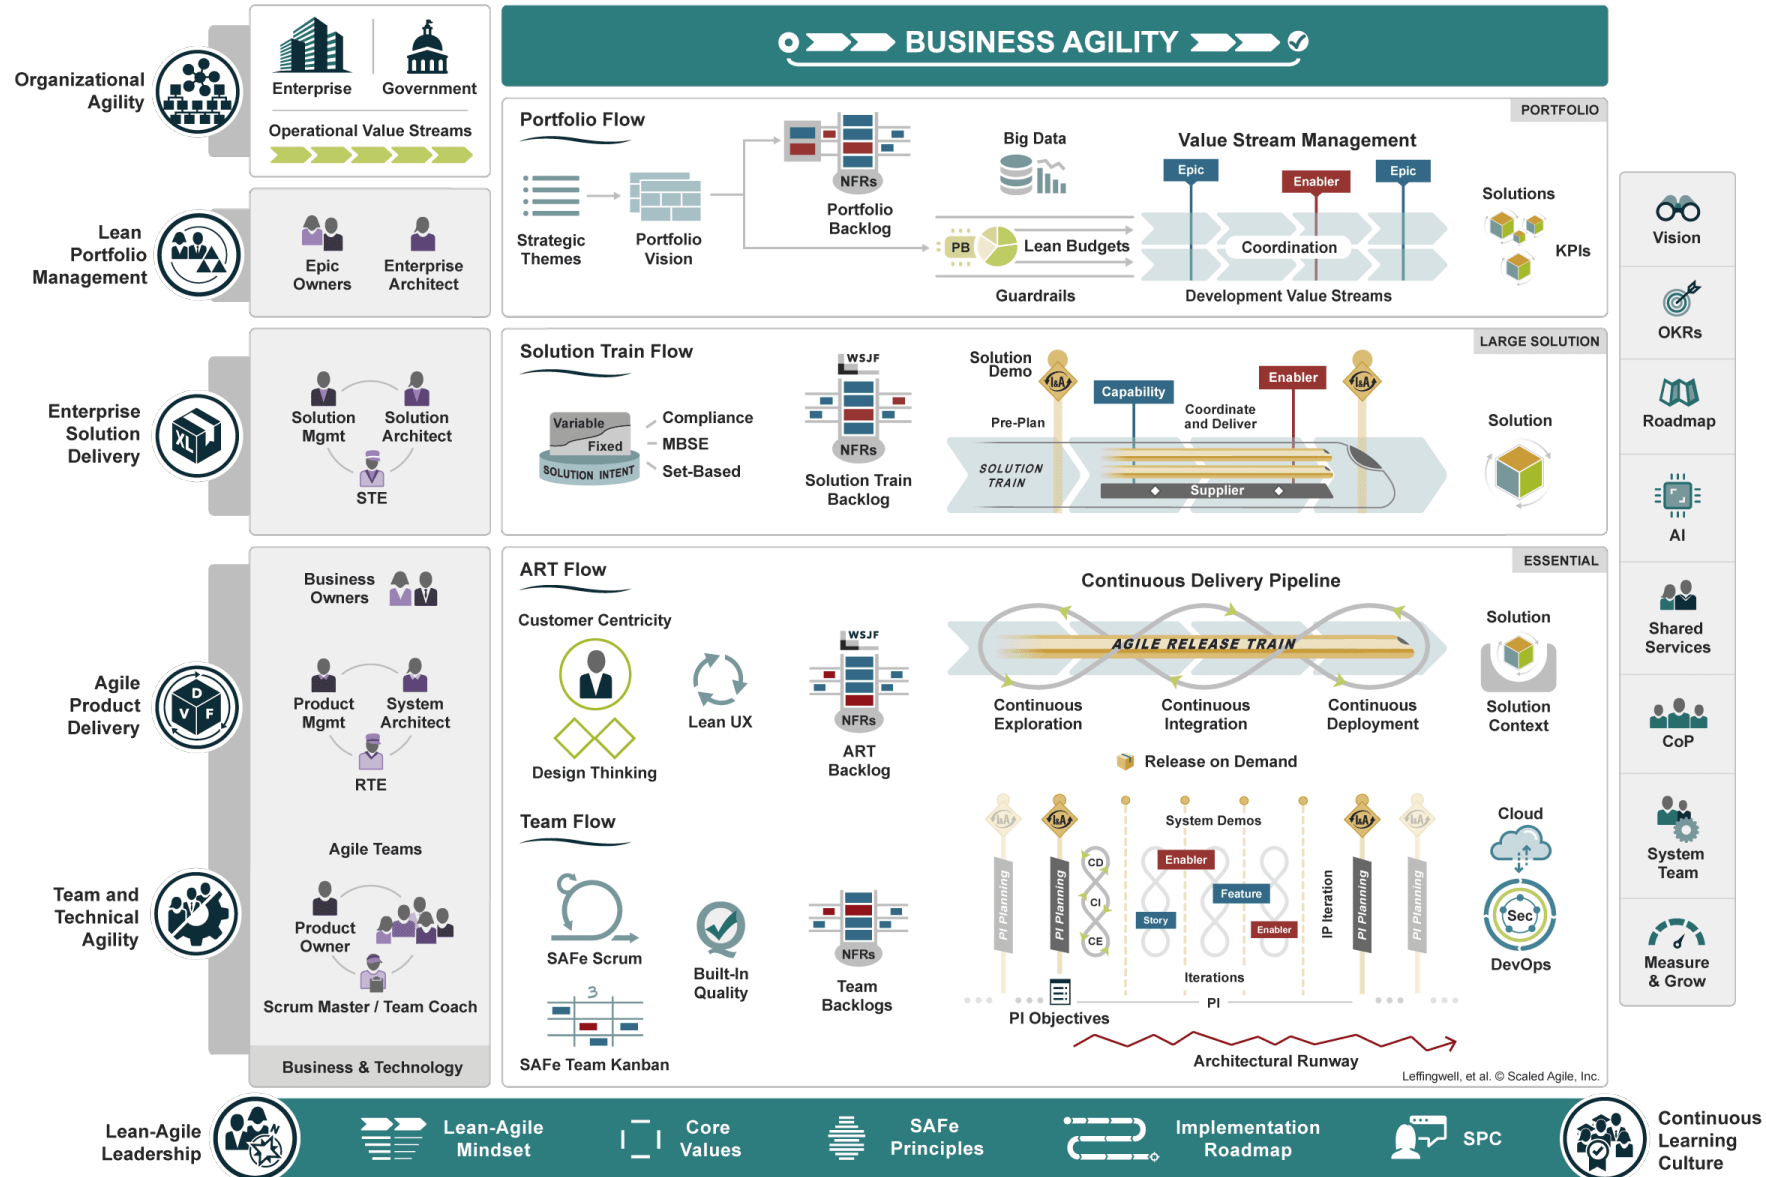 BUSINESS AGILITY
Organizational
Agility
Enterprise
Government
Operational Value Streams
Lean
Portfolio
Management
Epic
Owners
Enterprise
Architect
PORTFOLIO
Portfolio Flow
Strategic
Themes
Portfolio
Vision
NFRs
Portfolio
Backlog
Big Data
PB
Lean Budgets
Guardrails
Value Stream Management
Epic
Enabler
Epic
Coordination
Development Value Streams
Solutions
KPIs
Enterprise
Solution
Delivery
XL
Solution
Mgmt
Solution
Architect
STE
LARGE SOLUTION
Solution Train Flow
Variable
Fixed
SOLUTION INTENT
Compliance
MBSE
Set-Based
WSJF
NFRs
Solution Train
Backlog
Solution
Demo
I&A
Pre-Plan
Capability
Coordinate
and Deliver
Enabler
I&A
SOLUTION
TRAIN
Supplier
Solution
Agile
Product
Delivery
D
V F
Business
Owners
Product
Mgmt
System
Architect
RTE
Team and
Technical
Agility
Agile Teams
Product
Owner
Scrum Master / Team Coach
Business & Technology
ESSENTIAL
ART Flow
Customer Centricity
Design Thinking
Lean UX
WSJF
NFRs
ART
Backlog
Continuous Delivery Pipeline
AGILE RELEASE TRAIN
Continuous
Exploration
Continuous
Integration
Continuous
Deployment
Release on Demand
Solution
Solution
Context
Team Flow
SAFe Scrum
3
SAFe Team Kanban
Built-In
Quality
NFRs
Team
Backlogs
I&A
PI Planning
I&A
PI Planning
CD
CI
CE
System Demos
Enabler
Feature
Story
Enabler
IP Iteration
I&A
PI Planning
I&A
PI Planning
Iterations
PI
PI Objectives
Architectural Runway
Cloud
Sec
DevOps
Leffingwell, et al. © Scaled Agile, Inc.
Vision
OKRs
Roadmap
AI
Shared
Services
CoP
System
Team
Measure
& Grow
Lean-Agile
Leadership
N
Lean-Agile
Mindset
Core
Values
SAFe
Principles
Implementation
Roadmap
SPC
Continuous
Learning
Culture